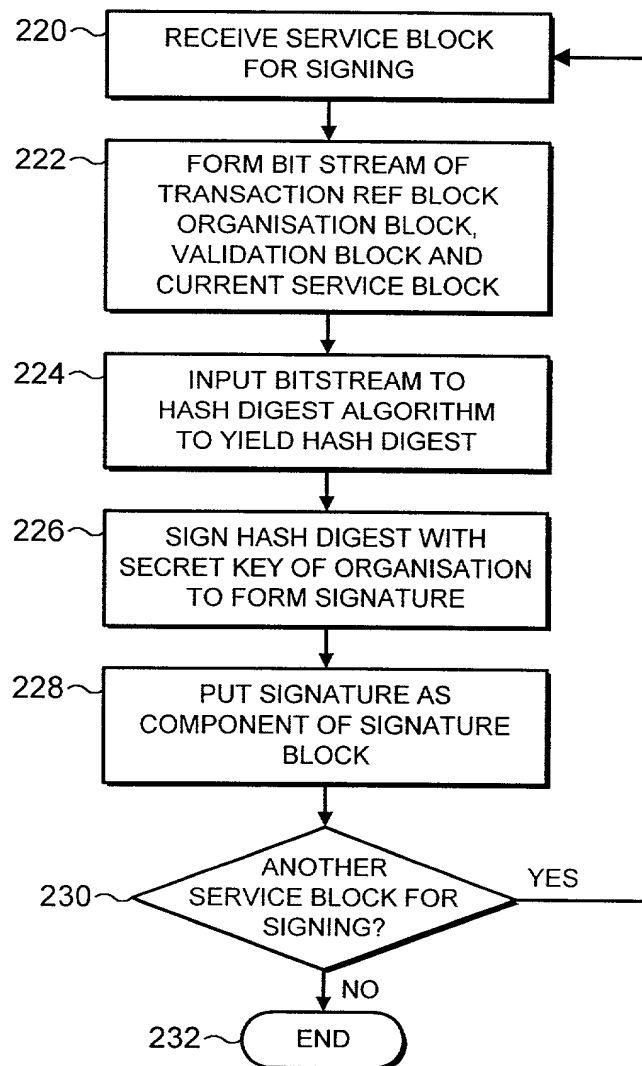 220
RECEIVE SERVICE BLOCK
FOR SIGNING
222
FORM BIT STREAM OF
TRANSACTION REF BLOCK
ORGANISATION BLOCK,
VALIDATION BLOCK AND
CURRENT SERVICE BLOCK
224
INPUT BITSTREAM TO
HASH DIGEST ALGORITHM
TO YIELD HASH DIGEST
226
SIGN HASH DIGEST WITH
SECRET KEY OF ORGANISATION
TO FORM SIGNATURE
228
PUT SIGNATURE AS
COMPONENT OF SIGNATURE
BLOCK
230
ANOTHER
SERVICE BLOCK FOR
SIGNING?
YES
NO
232
END